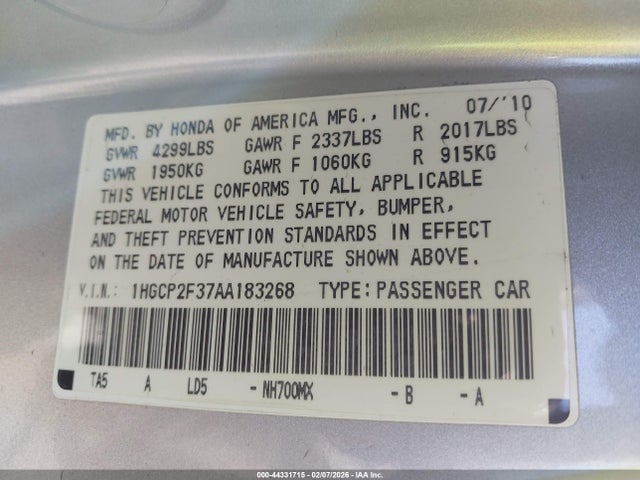 MFD. BY HONDA OF AMERICA MFG., INC. 07/'10
GVWR 4299LBS GAWR F 2337LBS R 2017LBS
GVWR 1950KG GAWR F 1060KG R 915KG
THIS VEHICLE CONFORMS TO ALL APPLICABLE
FEDERAL MOTOR VEHICLE SAFETY, BUMPER,
AND THEFT PREVENTION STANDARDS IN EFFECT
ON THE DATE OF MANUFACTURE SHOWN ABOVE.
V.I.N.: 1HGCP2F37AA183268 TYPE: PASSENGER CAR
TA5 A LD5 - NH700MX - B - A
000-44331715 - 02/07/2026 - IAA Inc.